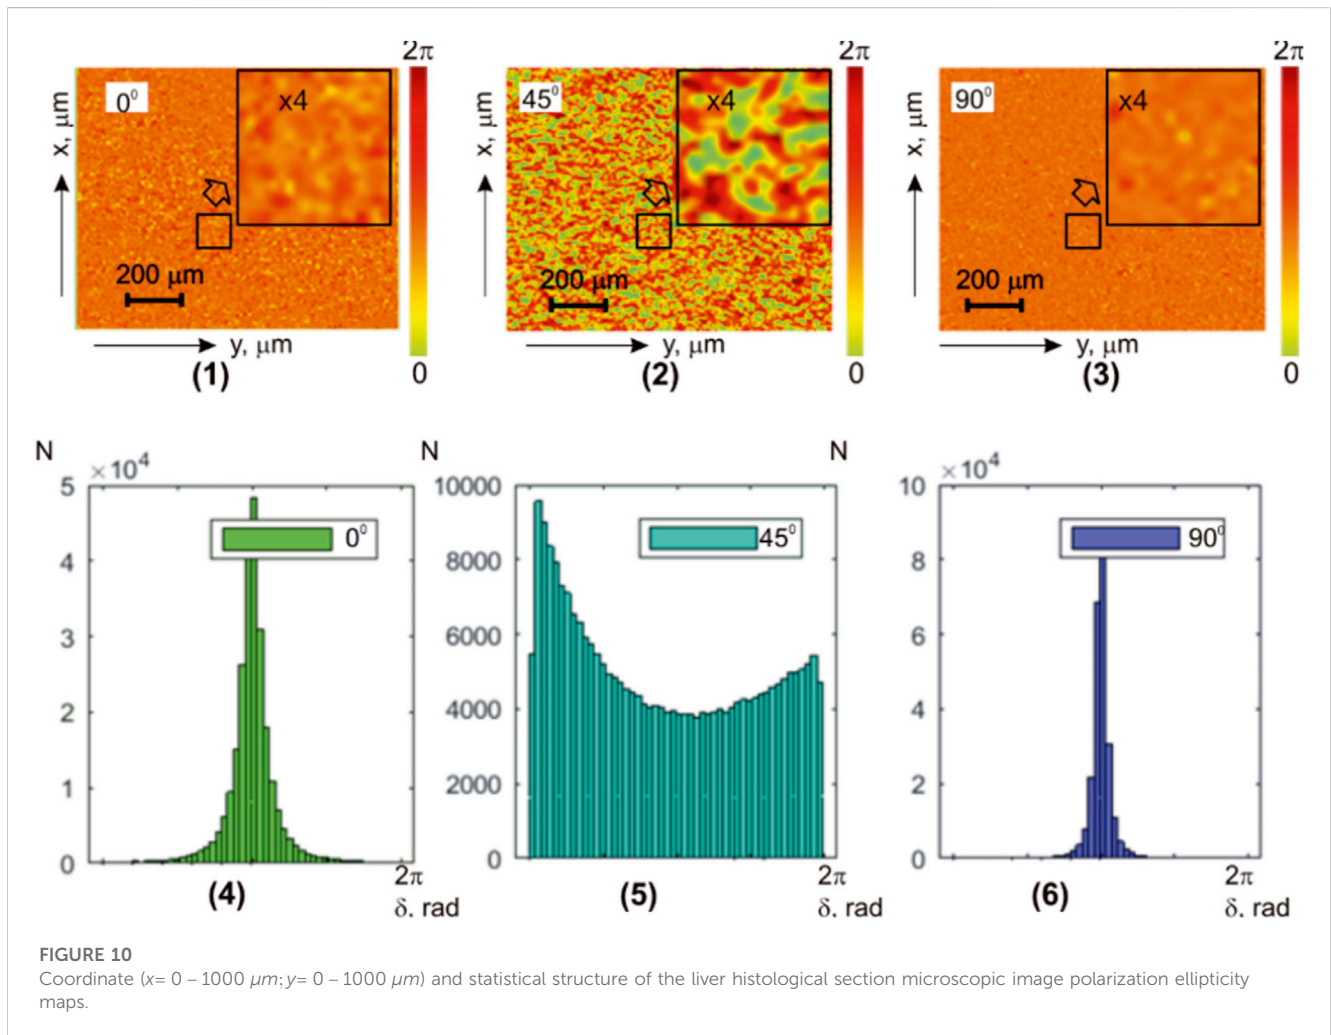 2π 2π 2π
0⁰ x4 45⁰ x4 90⁰ x4
x, μm x, μm x, μm
200 μm 200 μm 200 μm
y, μm y, μm y, μm
0 0 0
(1) (2) (3)
N N N
×10⁴ ×10⁴
5 10000 10
0⁰ 45⁰ 90⁰
4 8000 8
3 6000 6
2 4000 4
1 2000 2
0 0 0
2π 2π 2π
(4) (5) (6)
δ. rad δ. rad δ. rad
FIGURE 10
Coordinate (x= 0 – 1000 μm; y= 0 – 1000 μm) and statistical structure of the liver histological section microscopic image polarization ellipticity
maps.